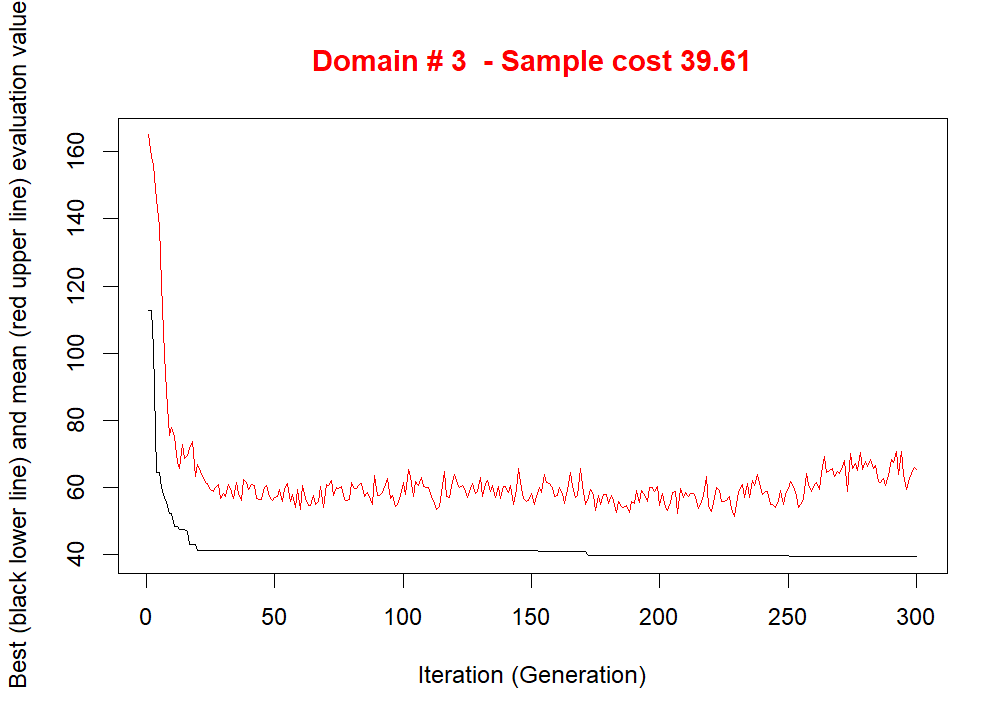 Domain # 3  - Sample cost 39.61
Best (black lower line) and mean (red upper line) evaluation value
160
140
120
100
80
60
40
0 50 100 150 200 250 300
Iteration (Generation)